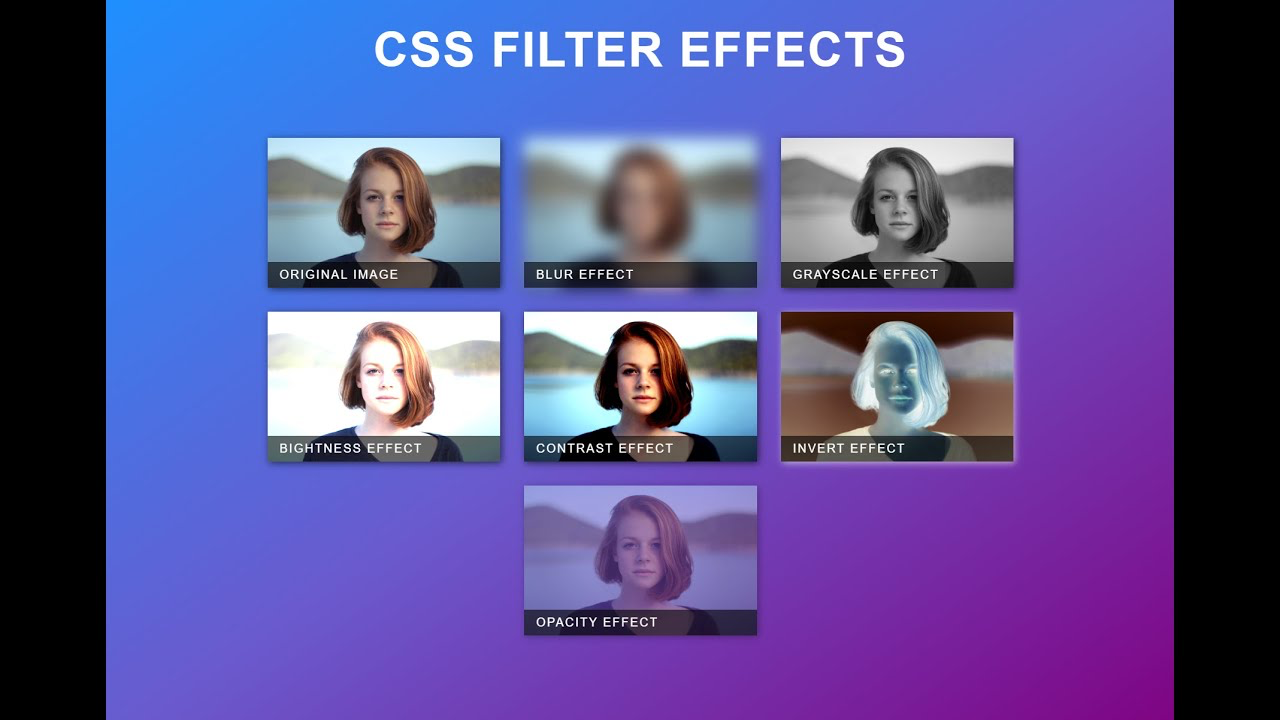 CSS FILTER EFFECTS
ORIGINAL IMAGE
BLUR EFFECT
GRAYSCALE EFFECT
BIGHTNESS EFFECT
CONTRAST EFFECT
INVERT EFFECT
OPACITY EFFECT